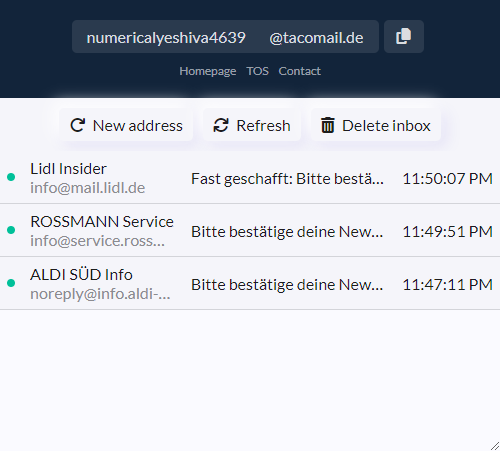 numericalyeshiva4639 @tacomail.de
Homepage TOS Contact
New address Refresh Delete inbox
Lidl Insider
info@mail.lidl.de
Fast geschafft: Bitte bestä... 11:50:07 PM
ROSSMANN Service
info@service.ross...
Bitte bestätige deine New... 11:49:51 PM
ALDI SÜD Info
noreply@info.aldi-...
Bitte bestätige deine New... 11:47:11 PM